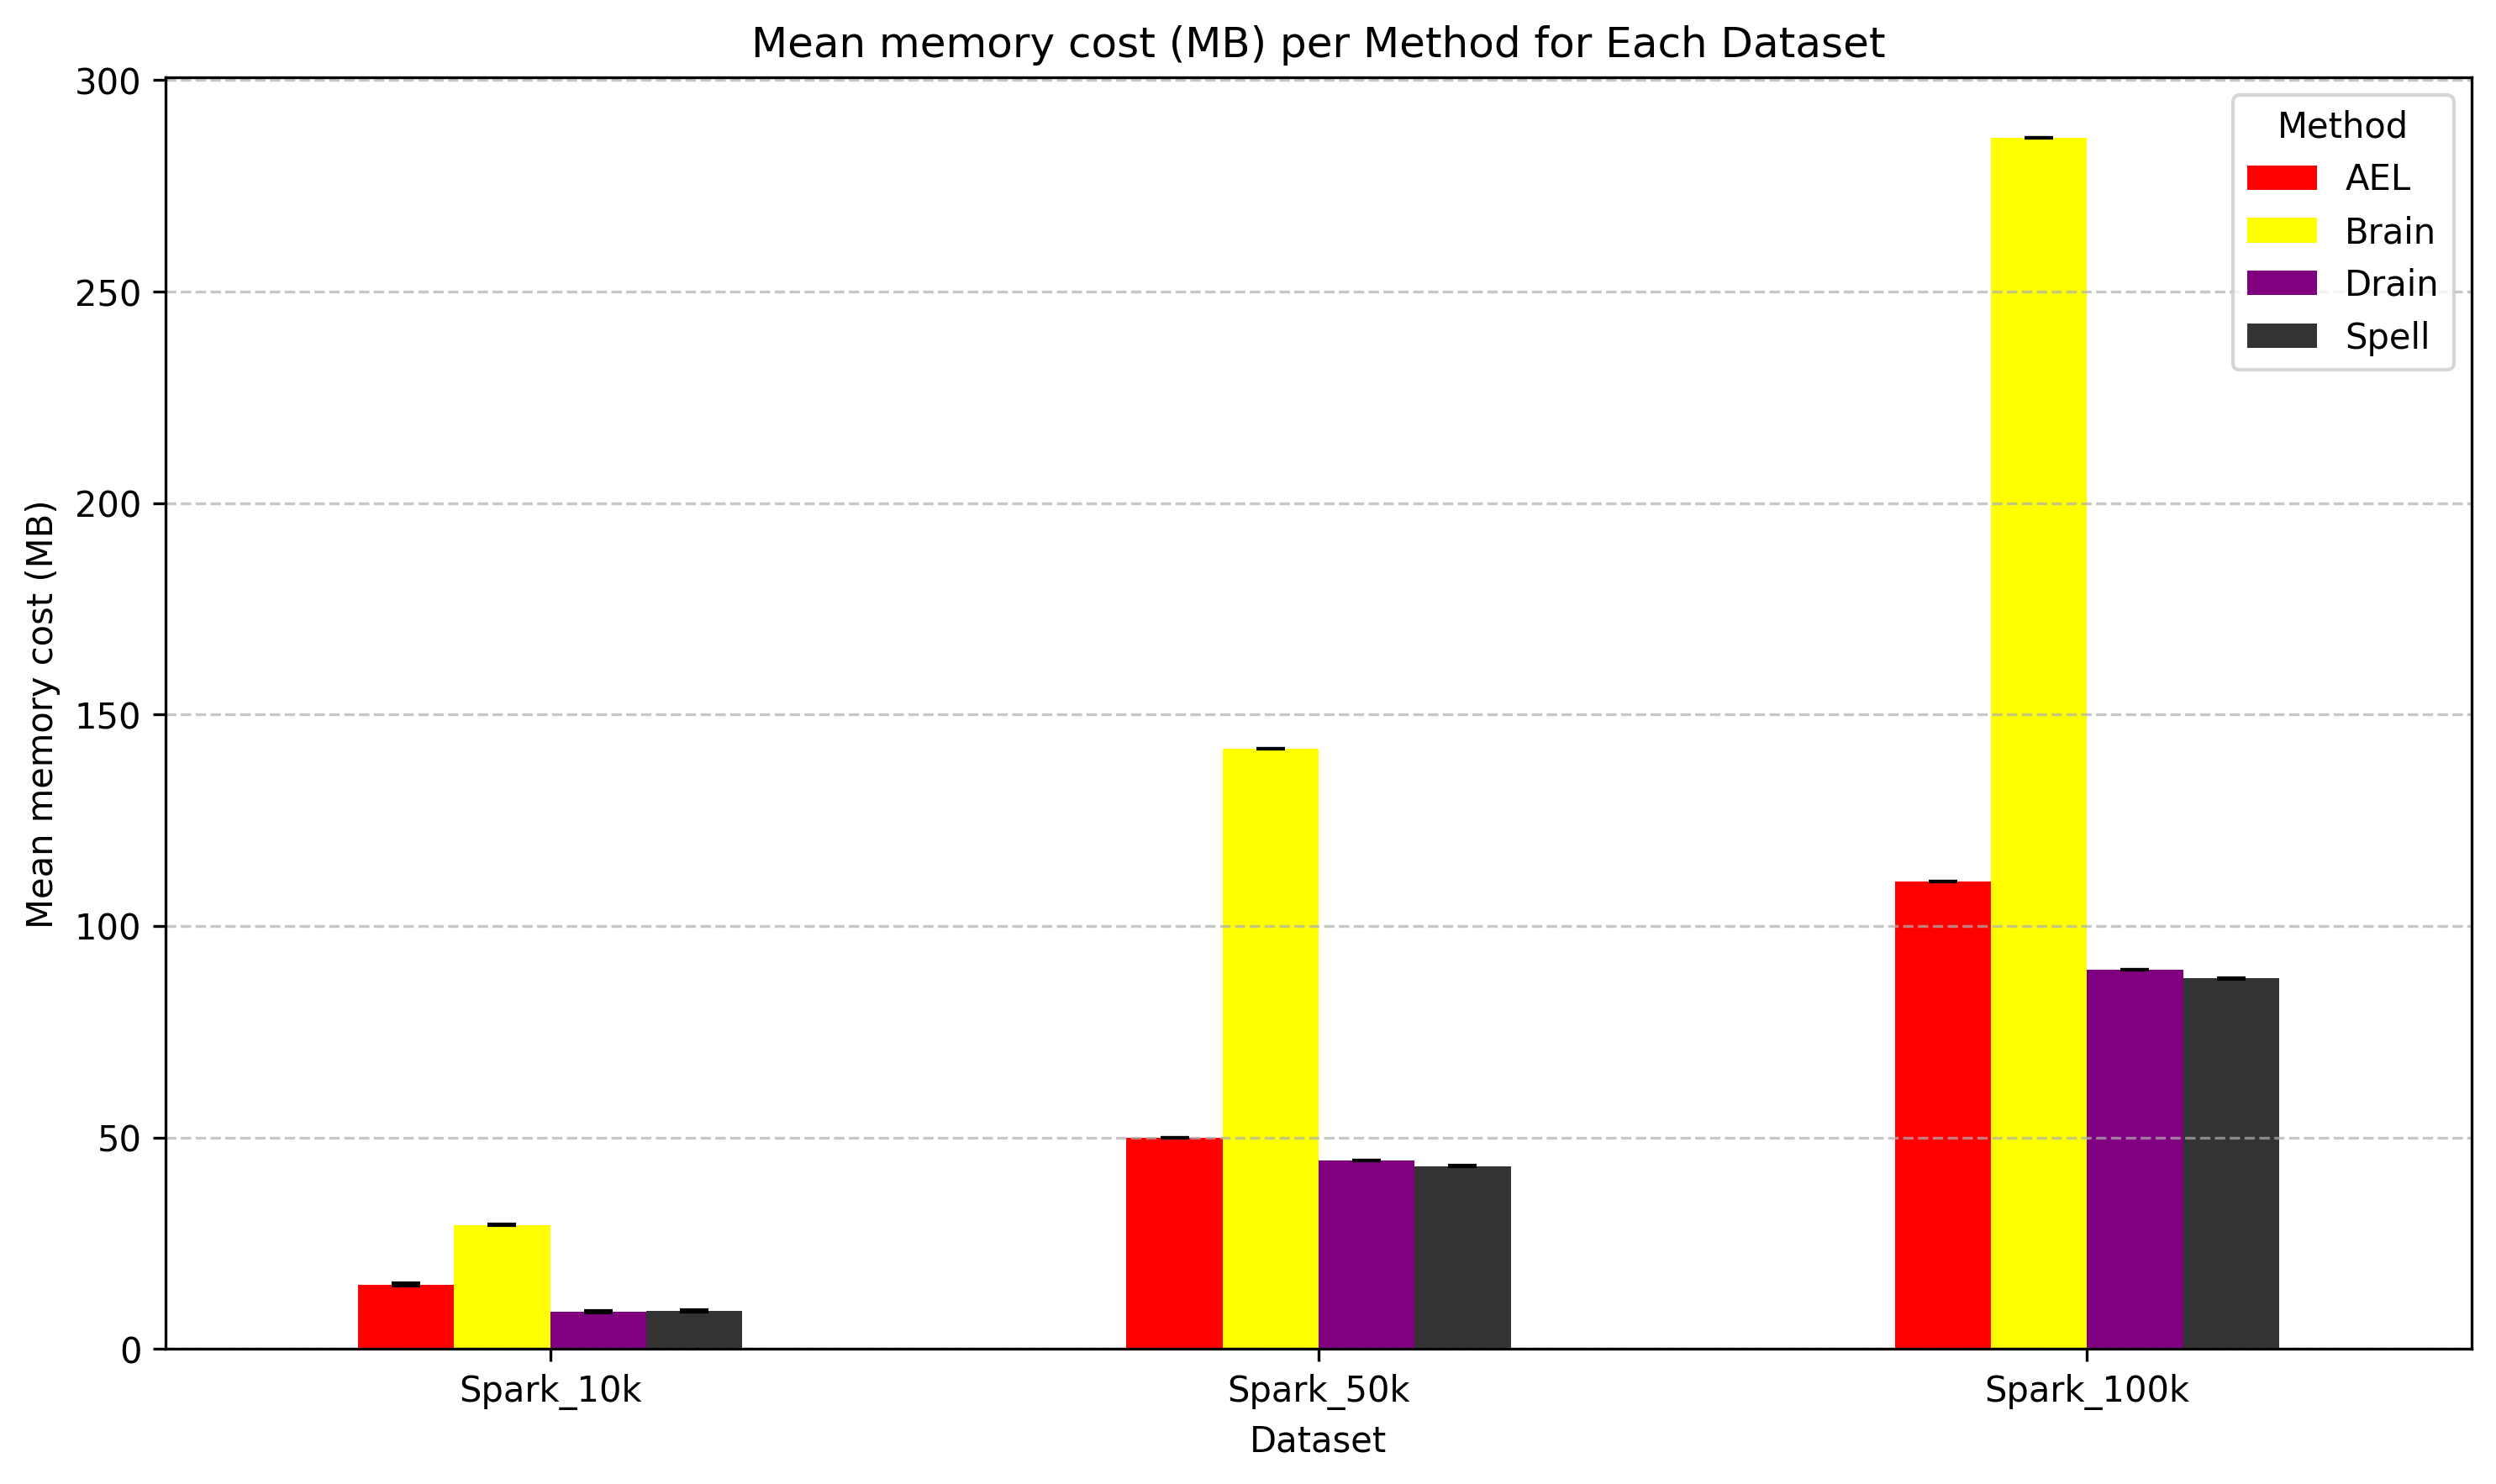 Mean memory cost (MB) per Method for Each Dataset
Mean memory cost (MB)
300
250
200
150
100
50
0
Method
AEL
Brain
Drain
Spell
Spark_10k
Spark_50k
Spark_100k
Dataset